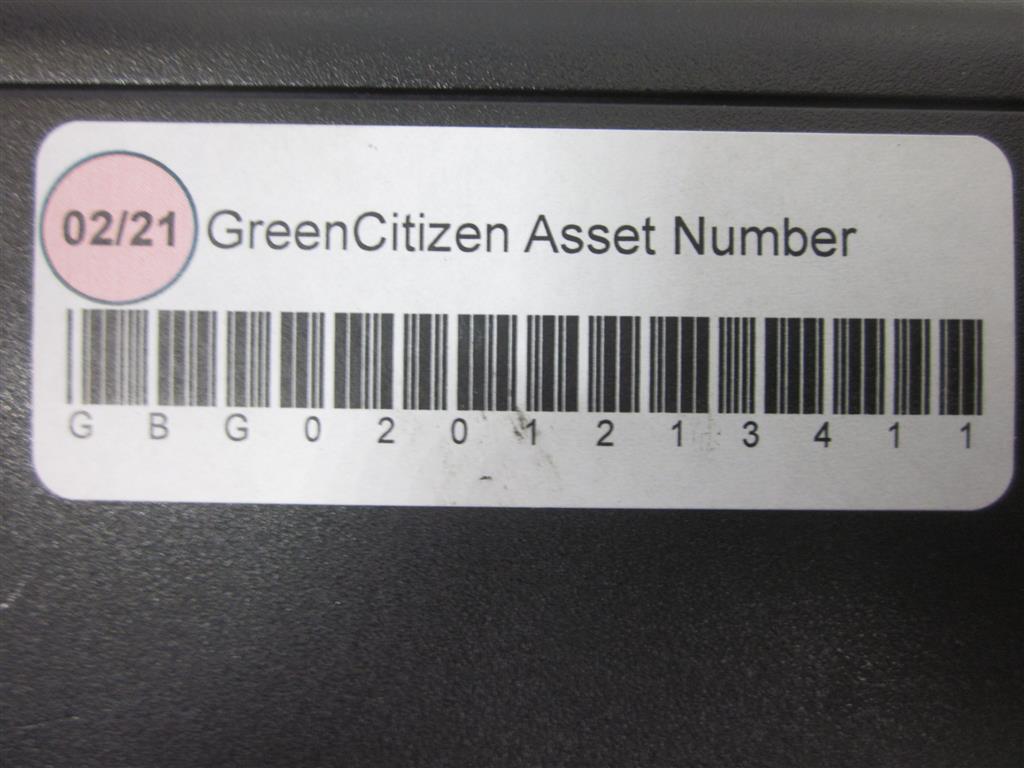 02/21 GreenCitizen Asset Number
G B G 0 2 0 1 2 1 3 4 1 1